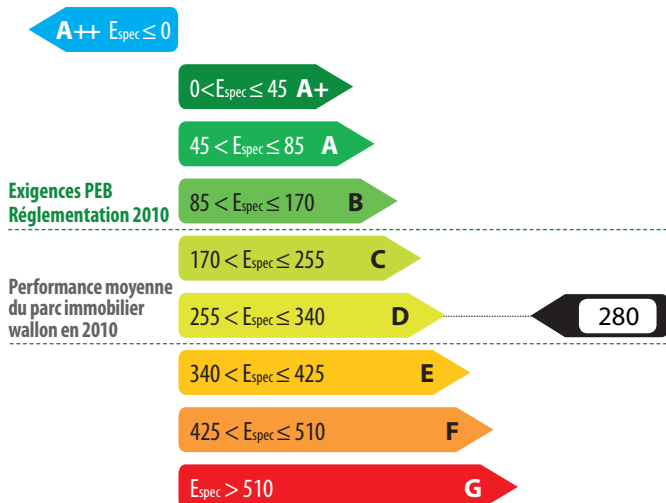 A++ Espec ≤ 0
0 < Espec ≤ 45 A+
45 < Espec ≤ 85 A
Exigences PEB
Réglementation 2010
85 < Espec ≤ 170 B
170 < Espec ≤ 255 C
Performance moyenne
du parc immobilier
wallon en 2010
255 < Espec ≤ 340 D
280
340 < Espec ≤ 425 E
425 < Espec ≤ 510 F
Espec > 510 G